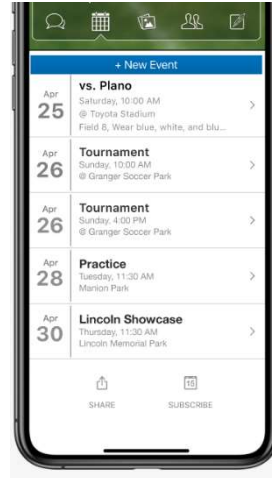 + New Event
Apr
25
vs. Plano
Saturday, 10:00 AM
@ Toyota Stadium
Field 8, Wear blue, white, and blu...
Apr
26
Tournament
Sunday, 10:00 AM
@ Granger Soccer Park
Apr
26
Tournament
Sunday, 4:00 PM
@ Granger Soccer Park
Apr
28
Practice
Tuesday, 11:30 AM
Manion Park
Apr
30
Lincoln Showcase
Thursday, 11:30 AM
Lincoln Memorial Park
15
SHARE
SUBSCRIBE